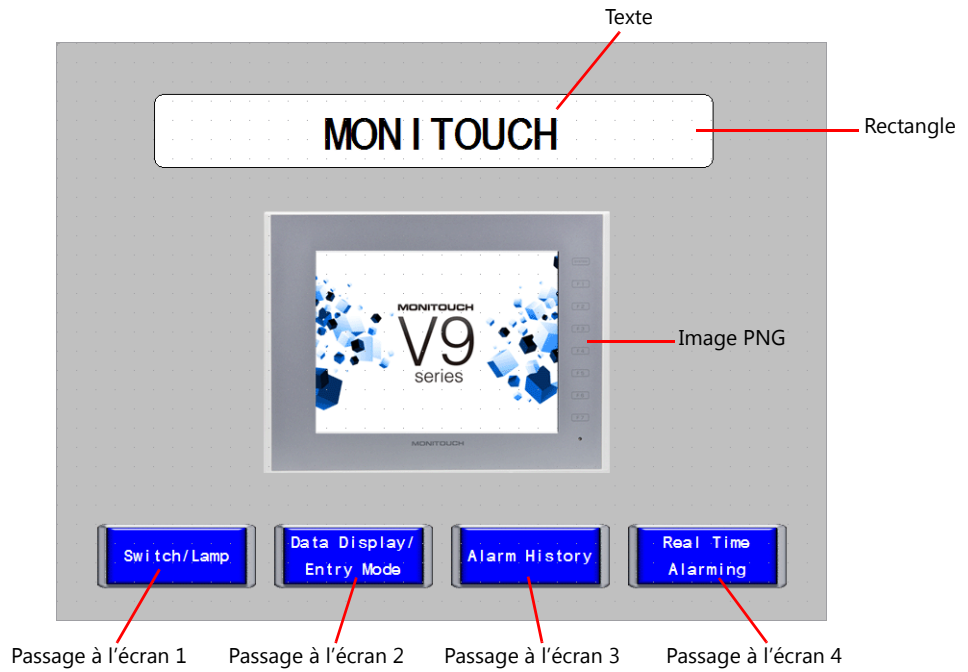 Texte
MONITOUCH
Rectangle
MONITOUCH
V9
series
Image PNG
MONITOUCH
Switch/Lamp
Data Display/
Entry Mode
Alarm History
Real Time
Alarming
Passage à l’écran 1
Passage à l’écran 2
Passage à l’écran 3
Passage à l’écran 4